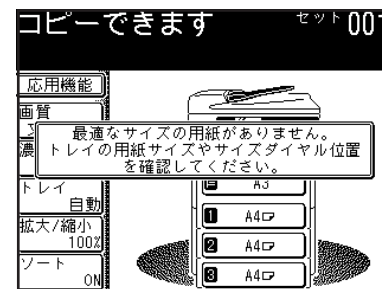 コピーできます
セット 001
応用機能
画質
最適なサイズの用紙がありません。
トレイの用紙サイズやサイズダイヤル位置
を確認してください。
濃
トレイ
自動
拡大/縮小
100%
ソート
ON
A3
1 A4
2 A4
3 A4